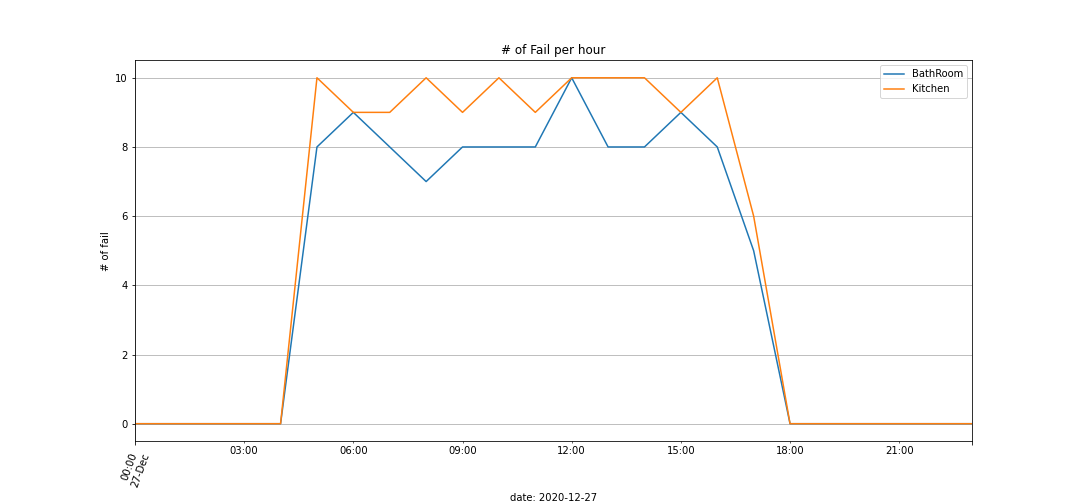 # of Fail per hour
BathRoom
Kitchen
# of fail
10
8
6
4
2
0
00:00
27-Dec
03:00
06:00
09:00
12:00
15:00
18:00
21:00
date: 2020-12-27